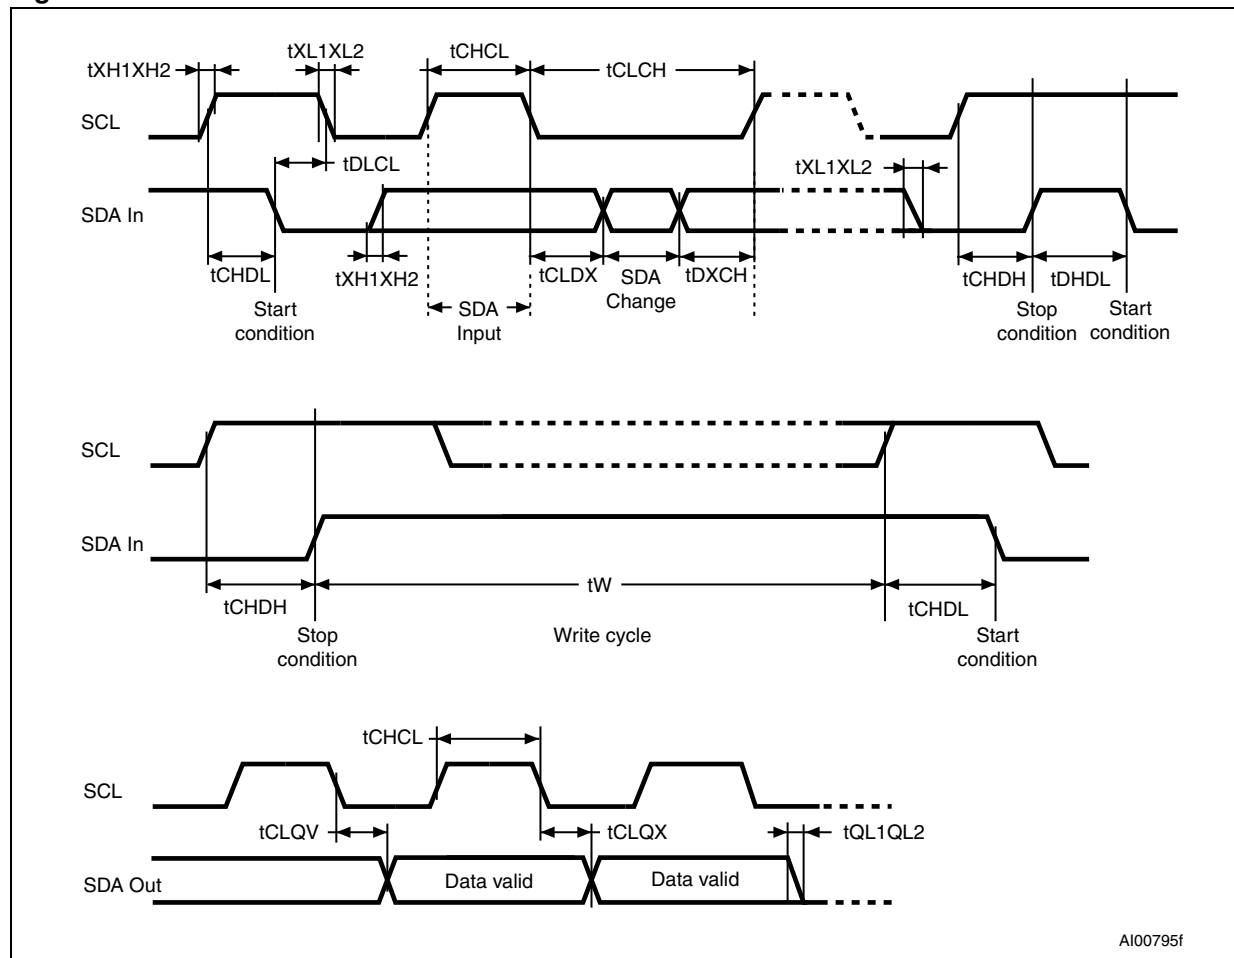 tXH1XH2
tXL1XL2
tCHCL
tCLCH
SCL
tDLCL
tXL1XL2
SDA In
tCHDL
tXH1XH2
tCLDX
SDA
Change
tDXCH
tCHDH
tDHDL
Start
condition
SDA
Input
Stop
condition
Start
condition
SCL
SDA In
tCHDH
tW
tCHDL
Stop
condition
Write cycle
Start
condition
tCHCL
SCL
tCLQV
tCLQX
tQL1QL2
SDA Out
Data valid
Data valid
AI00795f